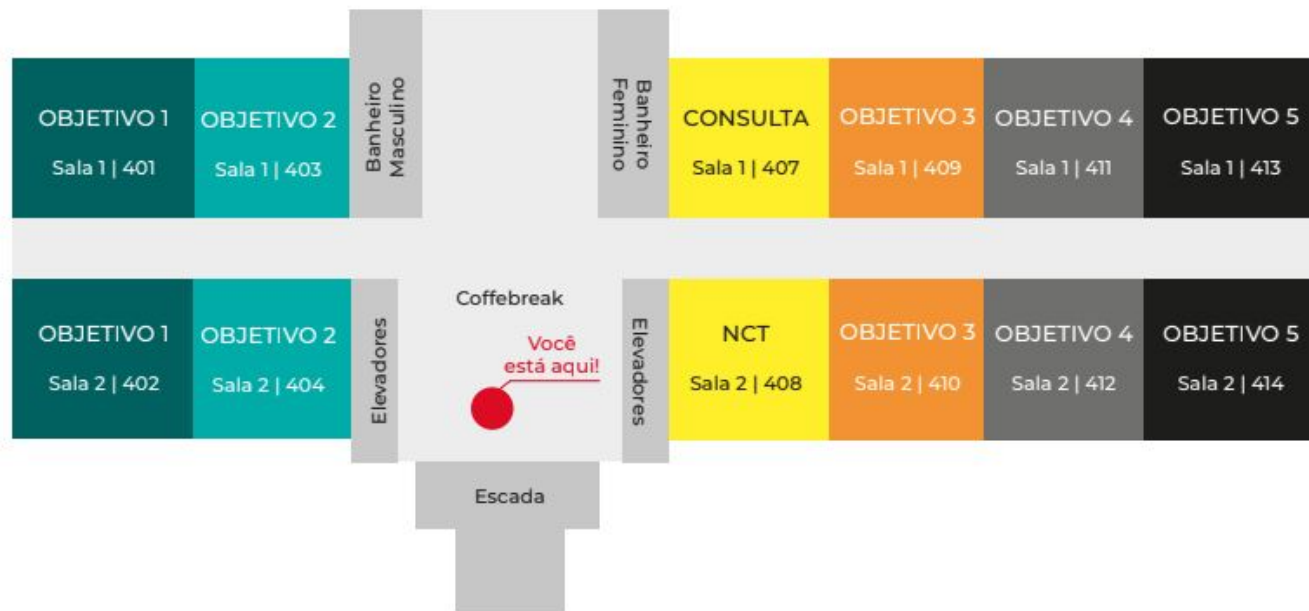 OBJETIVO 1
Sala 1 | 401
OBJETIVO 2
Sala 1 | 403
Banheiro
Masculino
Banheiro
Feminino
CONSULTA
Sala 1 | 407
OBJETIVO 3
Sala 1 | 409
OBJETIVO 4
Sala 1 | 411
OBJETIVO 5
Sala 1 | 413
OBJETIVO 1
Sala 2 | 402
OBJETIVO 2
Sala 2 | 404
Elevadores
Coffebreak
Você
está aqui!
Elevadores
NCT
Sala 2 | 408
OBJETIVO 3
Sala 2 | 410
OBJETIVO 4
Sala 2 | 412
OBJETIVO 5
Sala 2 | 414
Escada